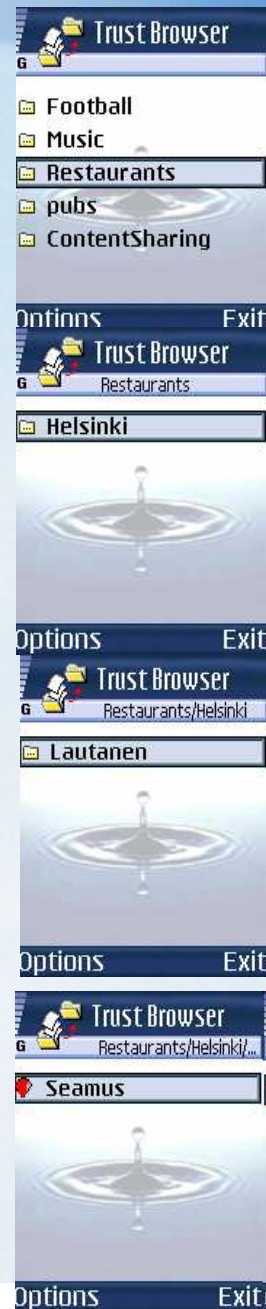 Trust Browser
G
Football
Music
Restaurants
pubs
ContentSharing
Options Exit
Trust Browser
G Restaurants
Helsinki
Options Exit
Trust Browser
G Restaurants/Helsinki
Lautanen
Options Exit
Trust Browser
G Restaurants/Helsinki/...
Seamus
Options Exit